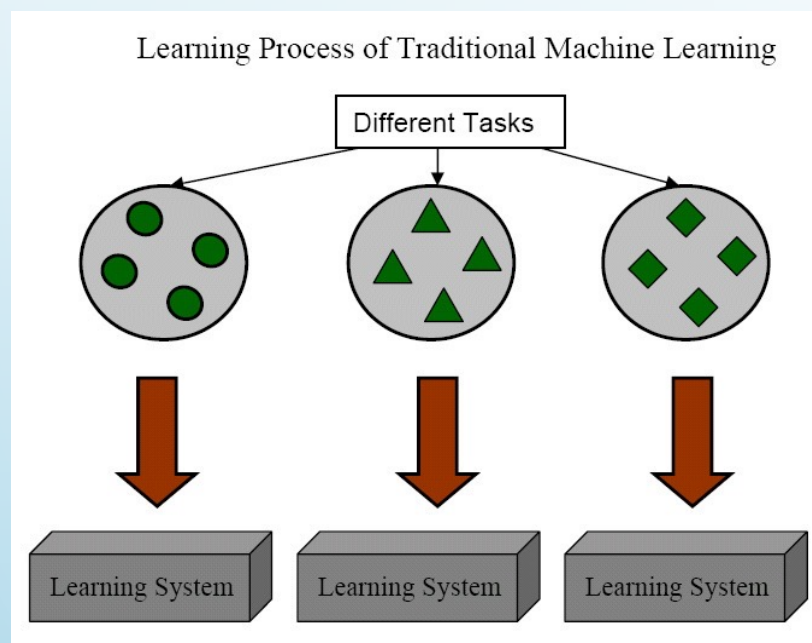 Learning Process of Traditional Machine Learning
Different Tasks
Learning System
Learning System
Learning System